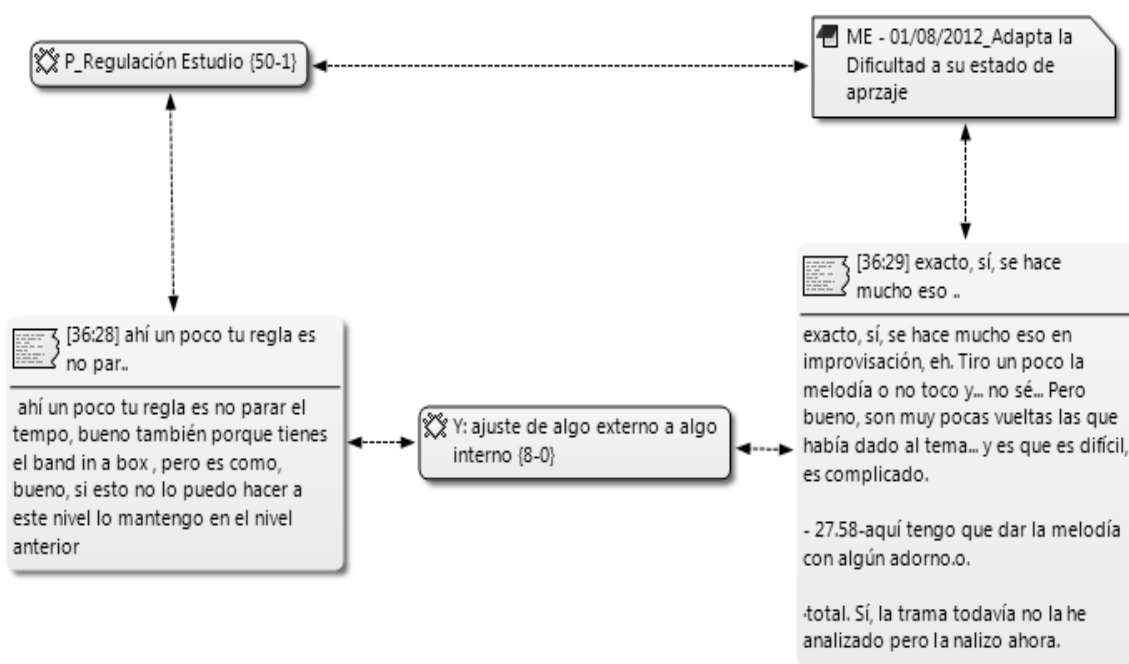 P_Regulación Estudio {50-1}
ME - 01/08/2012_Adapta la
Dificultad a su estado de
aprzaje
[36:28] ahí un poco tu regla es
no par..
ahí un poco tu regla es no parar el
tempo, bueno también porque tienes
el band in a box , pero es como,
bueno, si esto no lo puedo hacer a
este nivel lo mantengo en el nivel
anterior
Y: ajuste de algo externo a algo
interno {8-0}
[36:29] exacto, sí, se hace
mucho eso ..
exacto, sí, se hace mucho eso en
improvisación, eh. Tiro un poco la
melodía o no toco y... no sé... Pero
bueno, son muy pocas vueltas las que
había dado al tema... y es que es difícil,
es complicado.
- 27.58-aquí tengo que dar la melodía
con algún adorno.o.
-total. Sí, la trama todavía no la he
analizado pero la nalizo ahora.